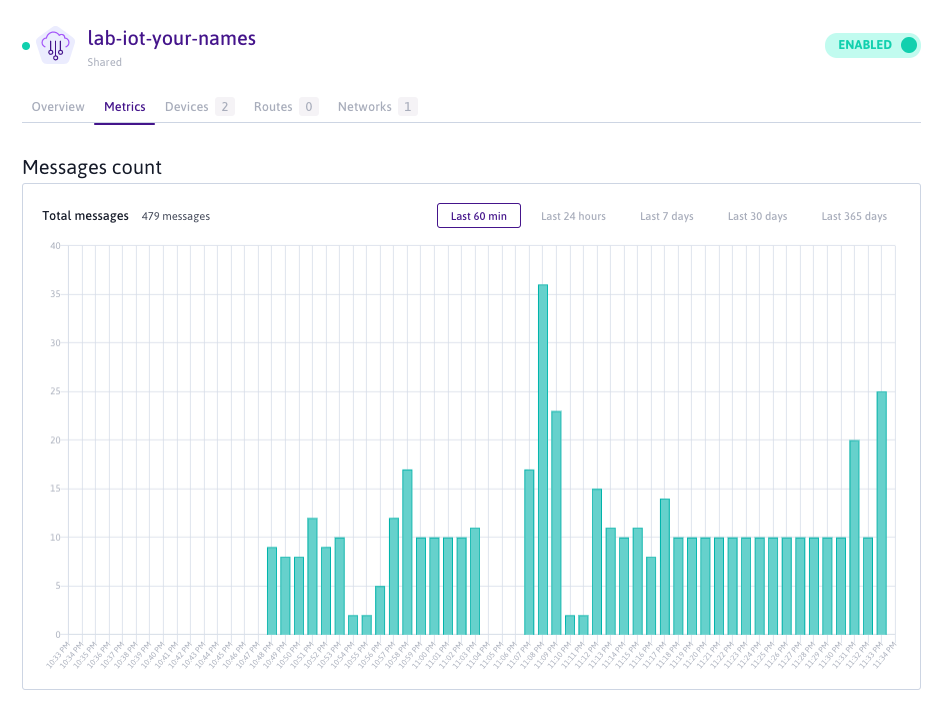 lab-iot-your-names
Shared
ENABLED
Overview Metrics Devices 2 Routes 0 Networks 1
Messages count
Total messages 479 messages Last 60 min Last 24 hours Last 7 days Last 30 days Last 365 days
40
35
30
25
20
15
10
5
0
10:33 PM 10:34 PM 10:35 PM 10:36 PM 10:37 PM 10:38 PM 10:39 PM 10:40 PM 10:41 PM 10:42 PM 10:43 PM 10:44 PM 10:45 PM 10:46 PM 10:47 PM 10:48 PM 10:49 PM 10:50 PM 10:51 PM 10:52 PM 10:53 PM 10:54 PM 10:55 PM 10:56 PM 10:57 PM 10:58 PM 10:59 PM 11:00 PM 11:01 PM 11:02 PM 11:03 PM 11:04 PM 11:05 PM 11:06 PM 11:07 PM 11:08 PM 11:09 PM 11:10 PM 11:11 PM 11:12 PM 11:13 PM 11:14 PM 11:15 PM 11:16 PM 11:17 PM 11:18 PM 11:19 PM 11:20 PM 11:21 PM 11:22 PM 11:23 PM 11:24 PM 11:25 PM 11:26 PM 11:27 PM 11:28 PM 11:29 PM 11:30 PM 11:31 PM 11:32 PM 11:33 PM 11:34 PM